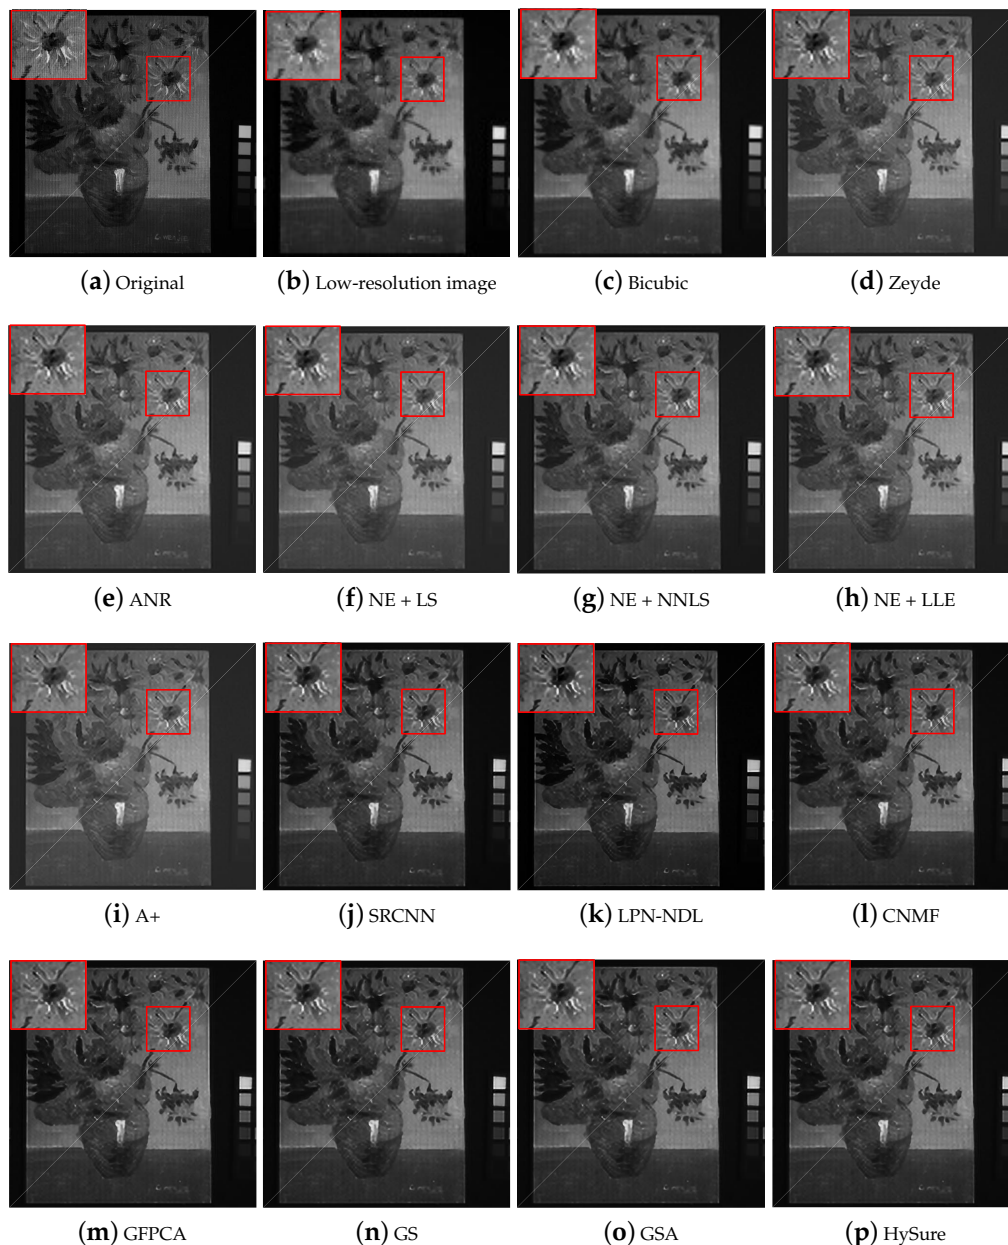 (a) Original
(b) Low-resolution image
(c) Bicubic
(d) Zeyde
(e) ANR
(f) NE + LS
(g) NE + NNLS
(h) NE + LLE
(i) A+
(j) SRCNN
(k) LPN-NDL
(l) CNMF
(m) GFPCA
(n) GS
(o) GSA
(p) HySure